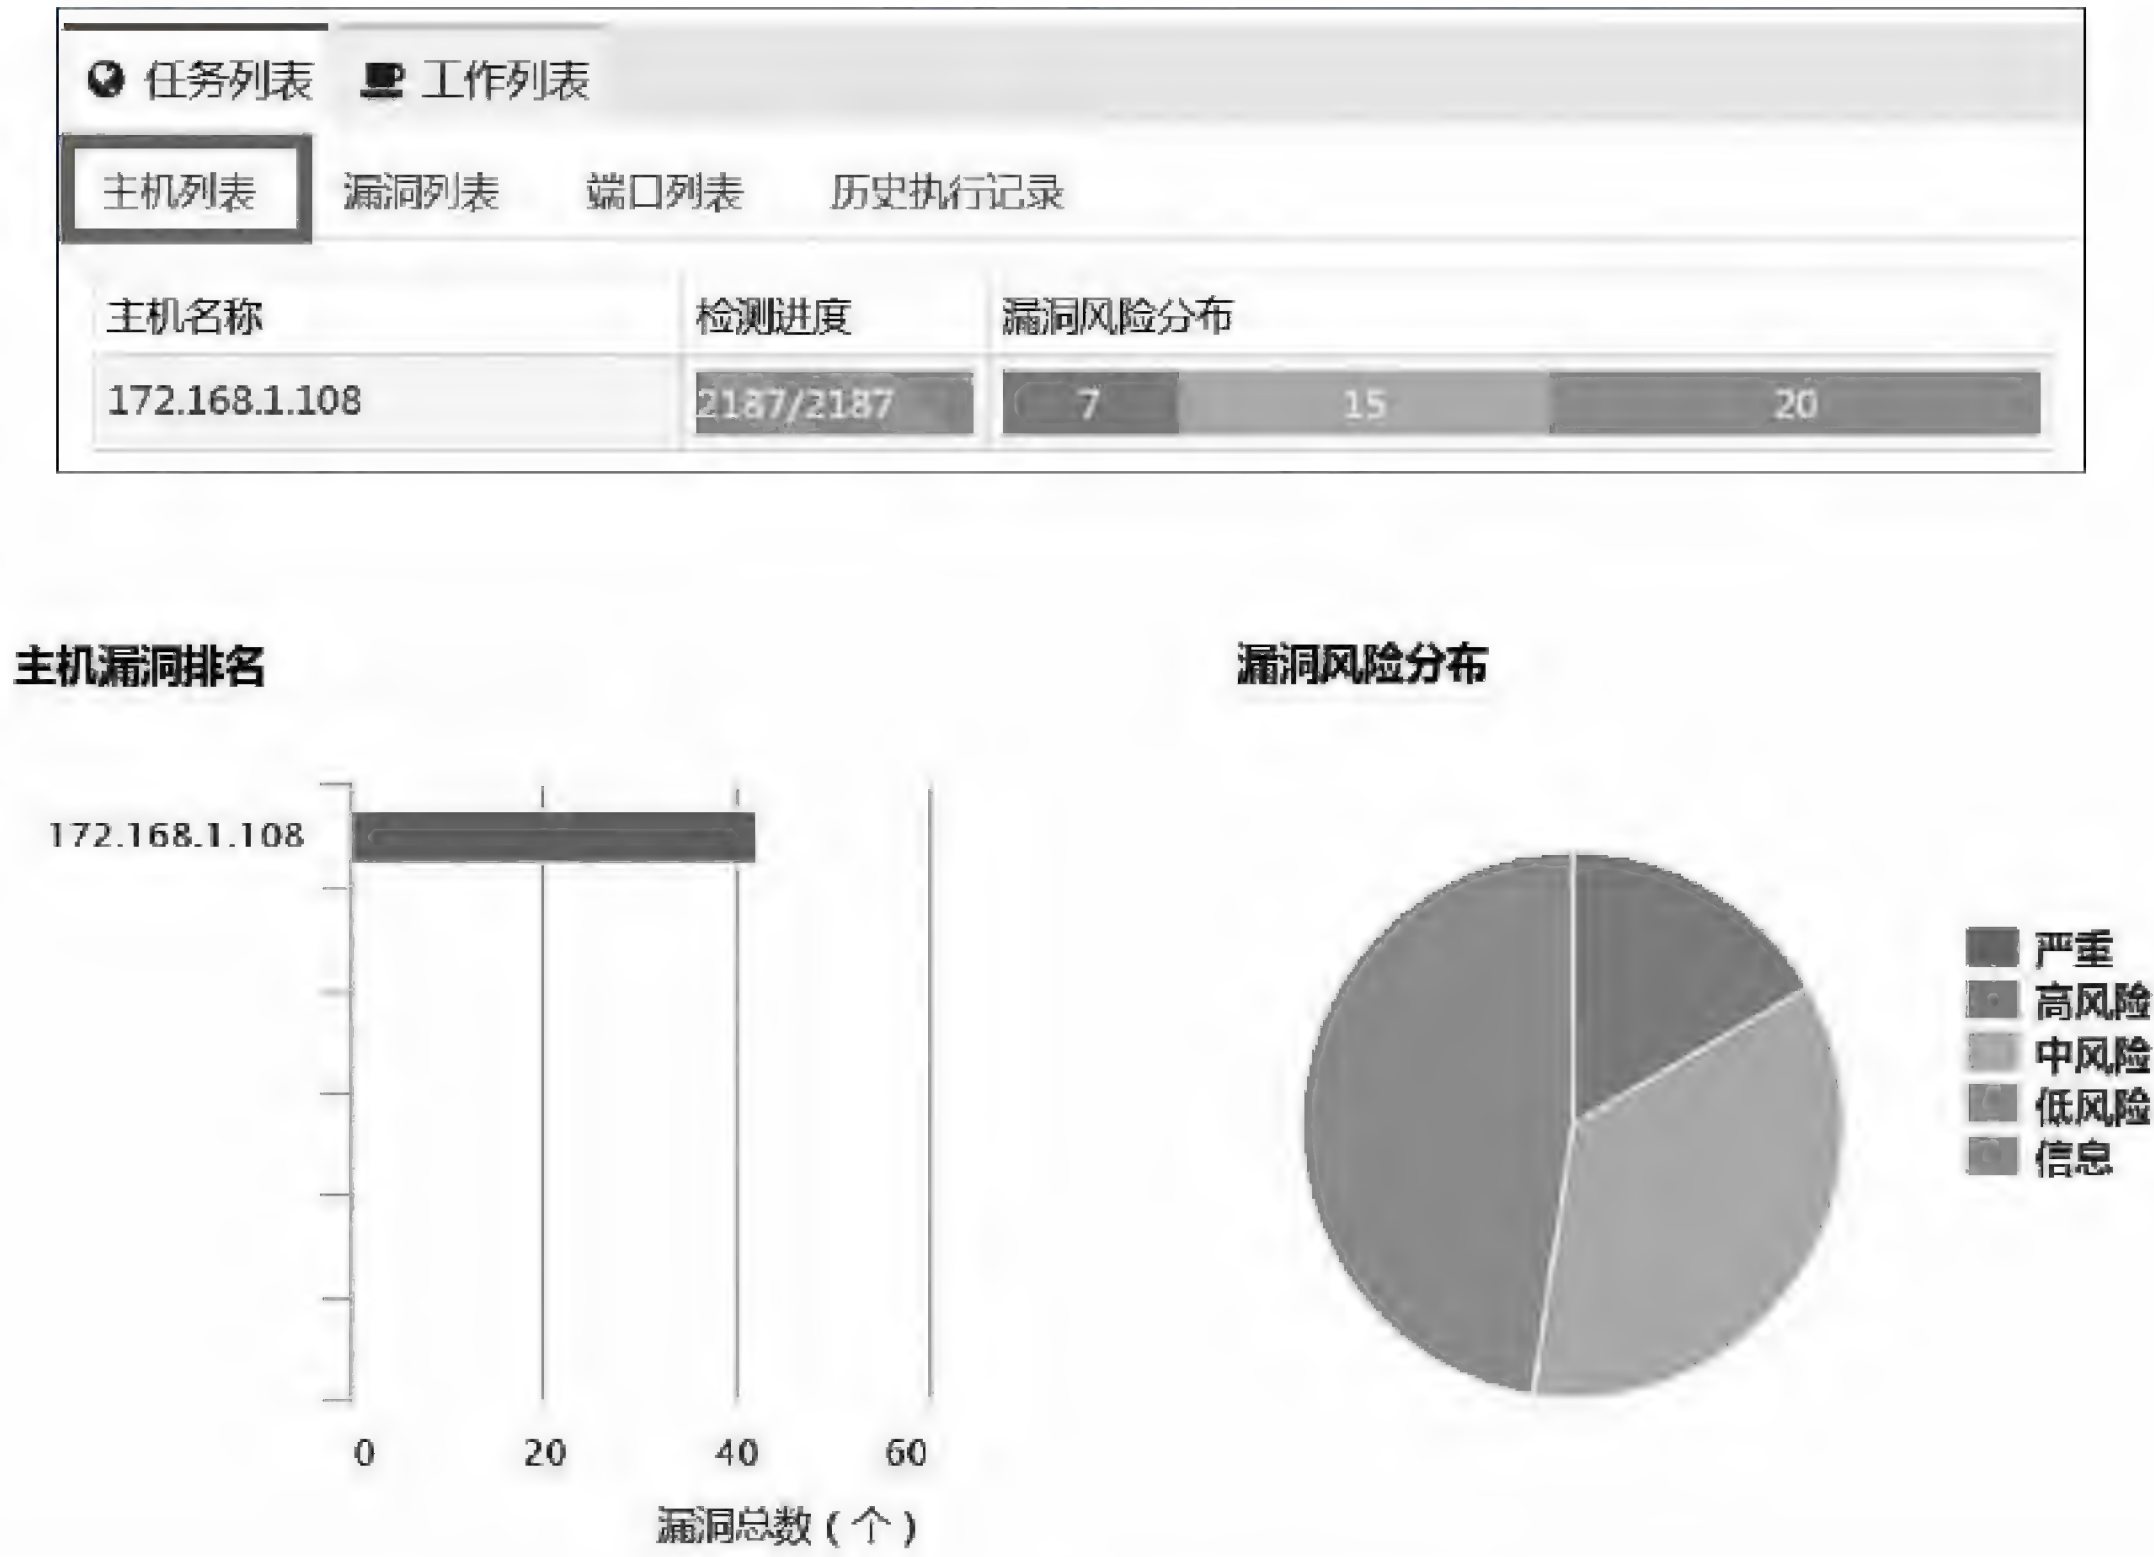 任务列表 工作列表
主机列表 漏洞列表 端口列表 历史执行记录
主机名称 检测进度 漏洞风险分布
172.168.1.108 2187/2187 7 15 20
主机漏洞排名
172.168.1.108
0 20 40 60
漏洞总数(个)
漏洞风险分布
严重
高风险
中风险
低风险
信息